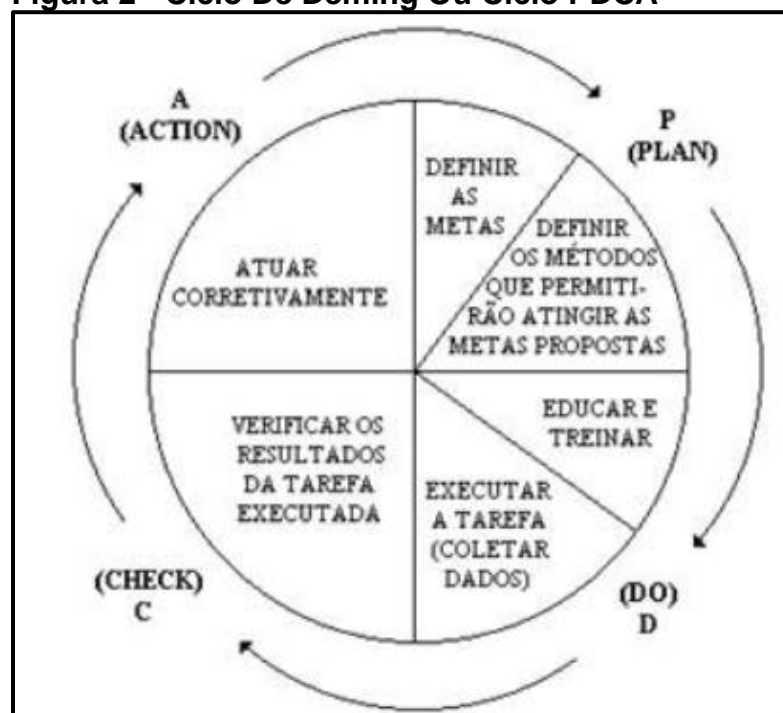 Figura 2 - Ciclo De Deming Ou Ciclo PDCA
A
(ACTION)
P
(PLAN)
DEFINIR
AS
METAS
DEFINIR
OS MÉTODOS
QUE PERMITI-
RÃO ATINGIR AS
METAS PROPOSTAS
ATUAR
CORRETIVAMENTE
EDUCAR E
TREINAR
VERIFICAR OS
RESULTADOS
DA TAREFA
EXECUTADA
EXECUTAR
A TAREFA
(COLETAR
DADOS)
(CHECK)
C
(DO)
D